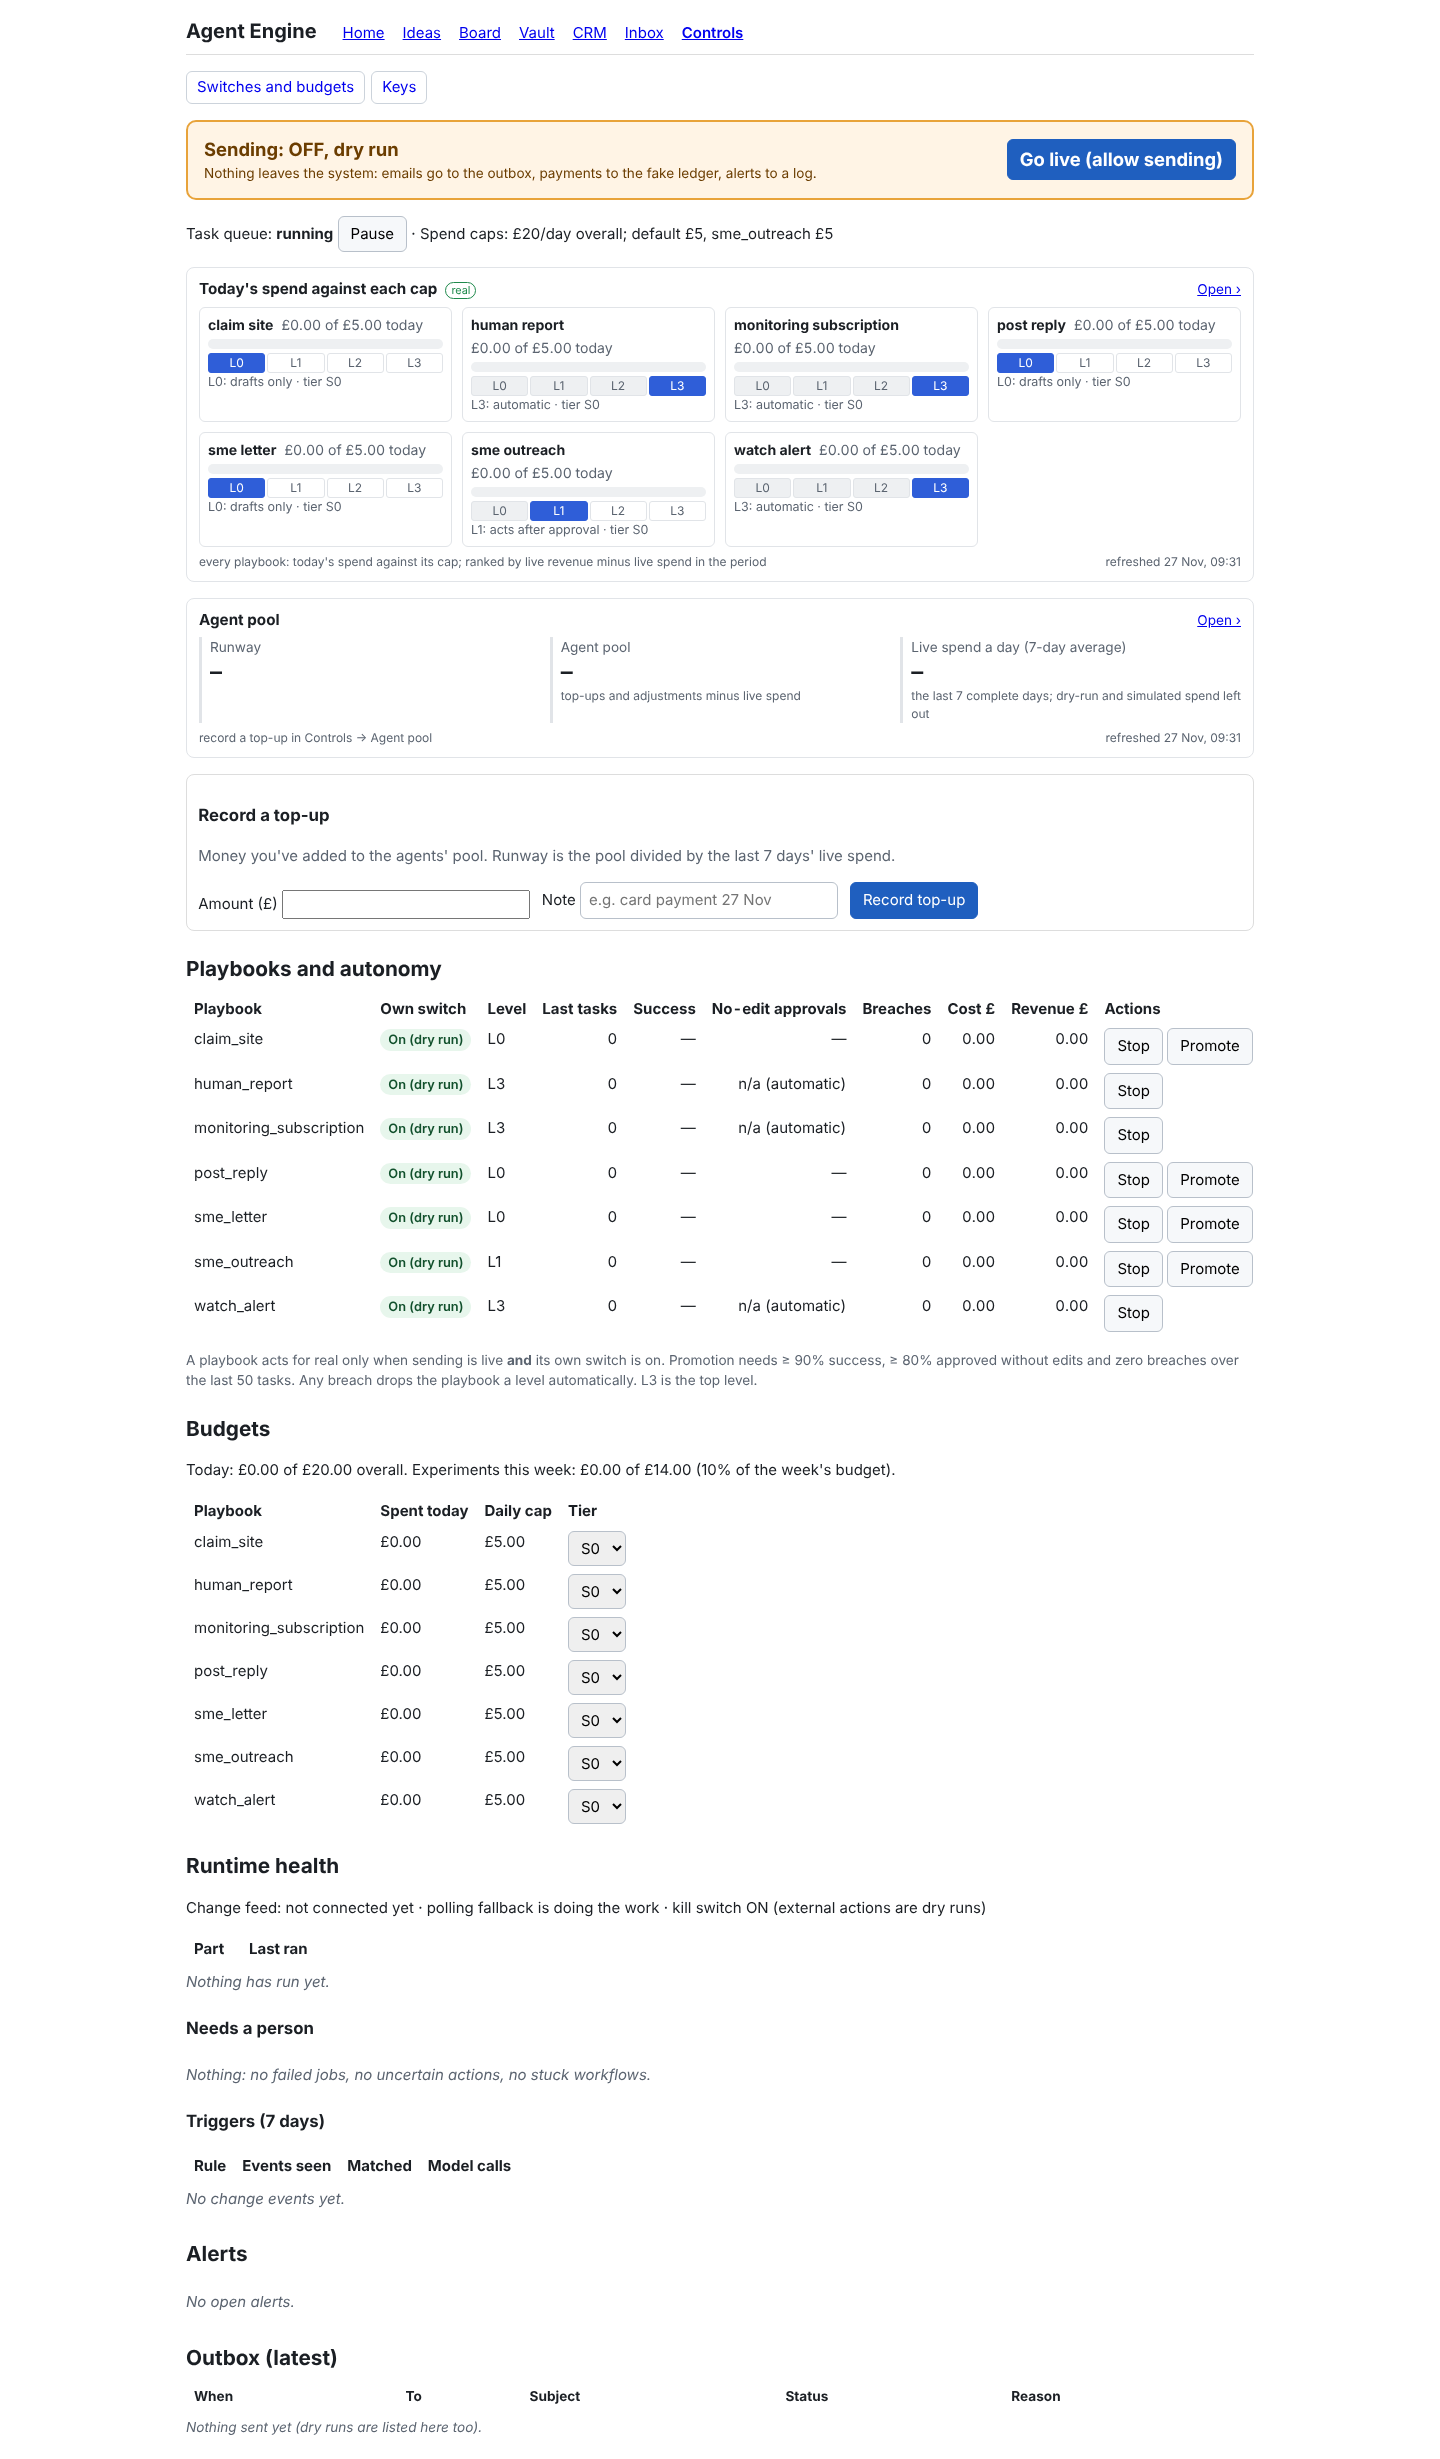 Agent Engine Home Ideas Board Vault CRM Inbox Controls
Switches and budgets Keys
Sending: OFF, dry run
Nothing leaves the system: emails go to the outbox, payments to the fake ledger, alerts to a log.
Go live (allow sending)
Task queue: running Pause · Spend caps: £20/day overall; default £5, sme_outreach £5
Today's spend against each cap real Open ›
claim site £0.00 of £5.00 today
L0 L1 L2 L3
L0: drafts only · tier S0
human report
£0.00 of £5.00 today
L0 L1 L2 L3
L3: automatic · tier S0
monitoring subscription
£0.00 of £5.00 today
L0 L1 L2 L3
L3: automatic · tier S0
post reply £0.00 of £5.00 today
L0 L1 L2 L3
L0: drafts only · tier S0
sme letter £0.00 of £5.00 today
L0 L1 L2 L3
L0: drafts only · tier S0
sme outreach
£0.00 of £5.00 today
L0 L1 L2 L3
L1: acts after approval · tier S0
watch alert £0.00 of £5.00 today
L0 L1 L2 L3
L3: automatic · tier S0
every playbook: today's spend against its cap; ranked by live revenue minus live spend in the period refreshed 27 Nov, 09:31
Agent pool Open ›
Runway
–
Agent pool
–
top-ups and adjustments minus live spend
Live spend a day (7-day average)
–
the last 7 complete days; dry-run and simulated spend left
out
record a top-up in Controls → Agent pool refreshed 27 Nov, 09:31
Record a top-up
Money you've added to the agents' pool. Runway is the pool divided by the last 7 days' live spend.
Amount (£) Note e.g. card payment 27 Nov Record top-up
Playbooks and autonomy
Playbook Own switch Level Last tasks Success No-edit approvals Breaches Cost £ Revenue £ Actions
claim_site On (dry run) L0 0 — — 0 0.00 0.00 Stop Promote
human_report On (dry run) L3 0 — n/a (automatic) 0 0.00 0.00 Stop
monitoring_subscription On (dry run) L3 0 — n/a (automatic) 0 0.00 0.00 Stop
post_reply On (dry run) L0 0 — — 0 0.00 0.00 Stop Promote
sme_letter On (dry run) L0 0 — — 0 0.00 0.00 Stop Promote
sme_outreach On (dry run) L1 0 — — 0 0.00 0.00 Stop Promote
watch_alert On (dry run) L3 0 — n/a (automatic) 0 0.00 0.00 Stop
A playbook acts for real only when sending is live and its own switch is on. Promotion needs ≥ 90% success, ≥ 80% approved without edits and zero breaches over
the last 50 tasks. Any breach drops the playbook a level automatically. L3 is the top level.
Budgets
Today: £0.00 of £20.00 overall. Experiments this week: £0.00 of £14.00 (10% of the week's budget).
Playbook Spent today Daily cap Tier
claim_site £0.00 £5.00 S0
human_report £0.00 £5.00 S0
monitoring_subscription £0.00 £5.00 S0
post_reply £0.00 £5.00 S0
sme_letter £0.00 £5.00 S0
sme_outreach £0.00 £5.00 S0
watch_alert £0.00 £5.00 S0
Runtime health
Change feed: not connected yet · polling fallback is doing the work · kill switch ON (external actions are dry runs)
Part Last ran
Nothing has run yet.
Needs a person
Nothing: no failed jobs, no uncertain actions, no stuck workflows.
Triggers (7 days)
Rule Events seen Matched Model calls
No change events yet.
Alerts
No open alerts.
Outbox (latest)
When To Subject Status Reason
Nothing sent yet (dry runs are listed here too).